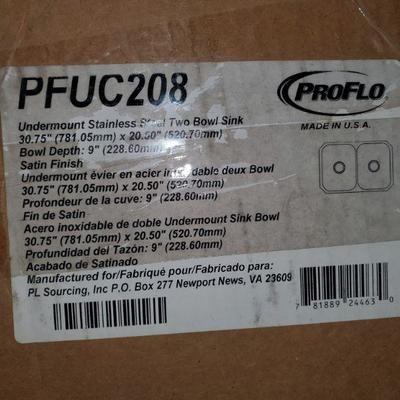 PFUC208
PROFLO
MADE IN U.S.A.
Undermount Stainless Steel Two Bowl Sink
30.75" (781.05mm) x 20.50" (520.70mm)
Bowl Depth: 9" (228.60mm)
Satin Finish
Undermount évier en acier inoxidable deux Bowl
30.75" (781.05mm) x 20.50" (520.70mm)
Profondeur de la cuve: 9" (228.60mm)
Fin de Satin
Acero inoxidable de doble Undermount Sink Bowl
30.75" (781.05mm) x 20.50" (520.70mm)
Profundidad del Tazón: 9" (228.60mm)
Acabado de Satinado
Manufactured for/Fabriqué pour/Fabricado para:
PL Sourcing, Inc P.O. Box 277 Newport News, VA 23609
7 81889 24463 0